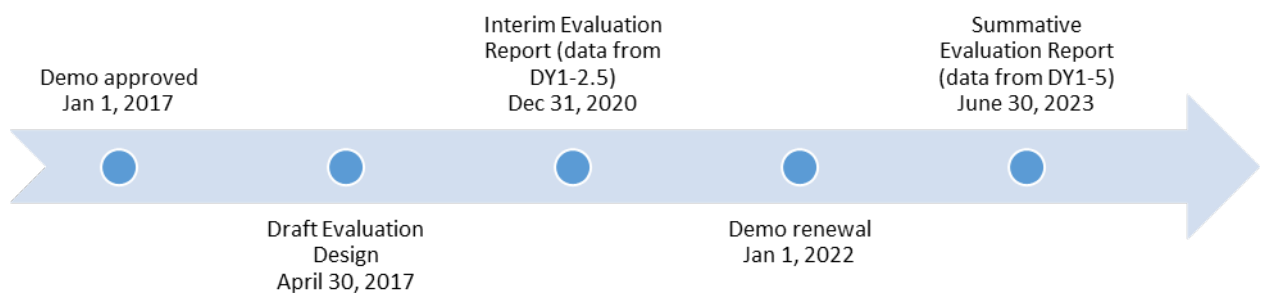 Demo approved
Jan 1, 2017
Draft Evaluation
Design
April 30, 2017
Interim Evaluation
Report (data from
DY1-2.5)
Dec 31, 2020
Demo renewal
Jan 1, 2022
Summative
Evaluation Report
(data from DY1-5)
June 30, 2023